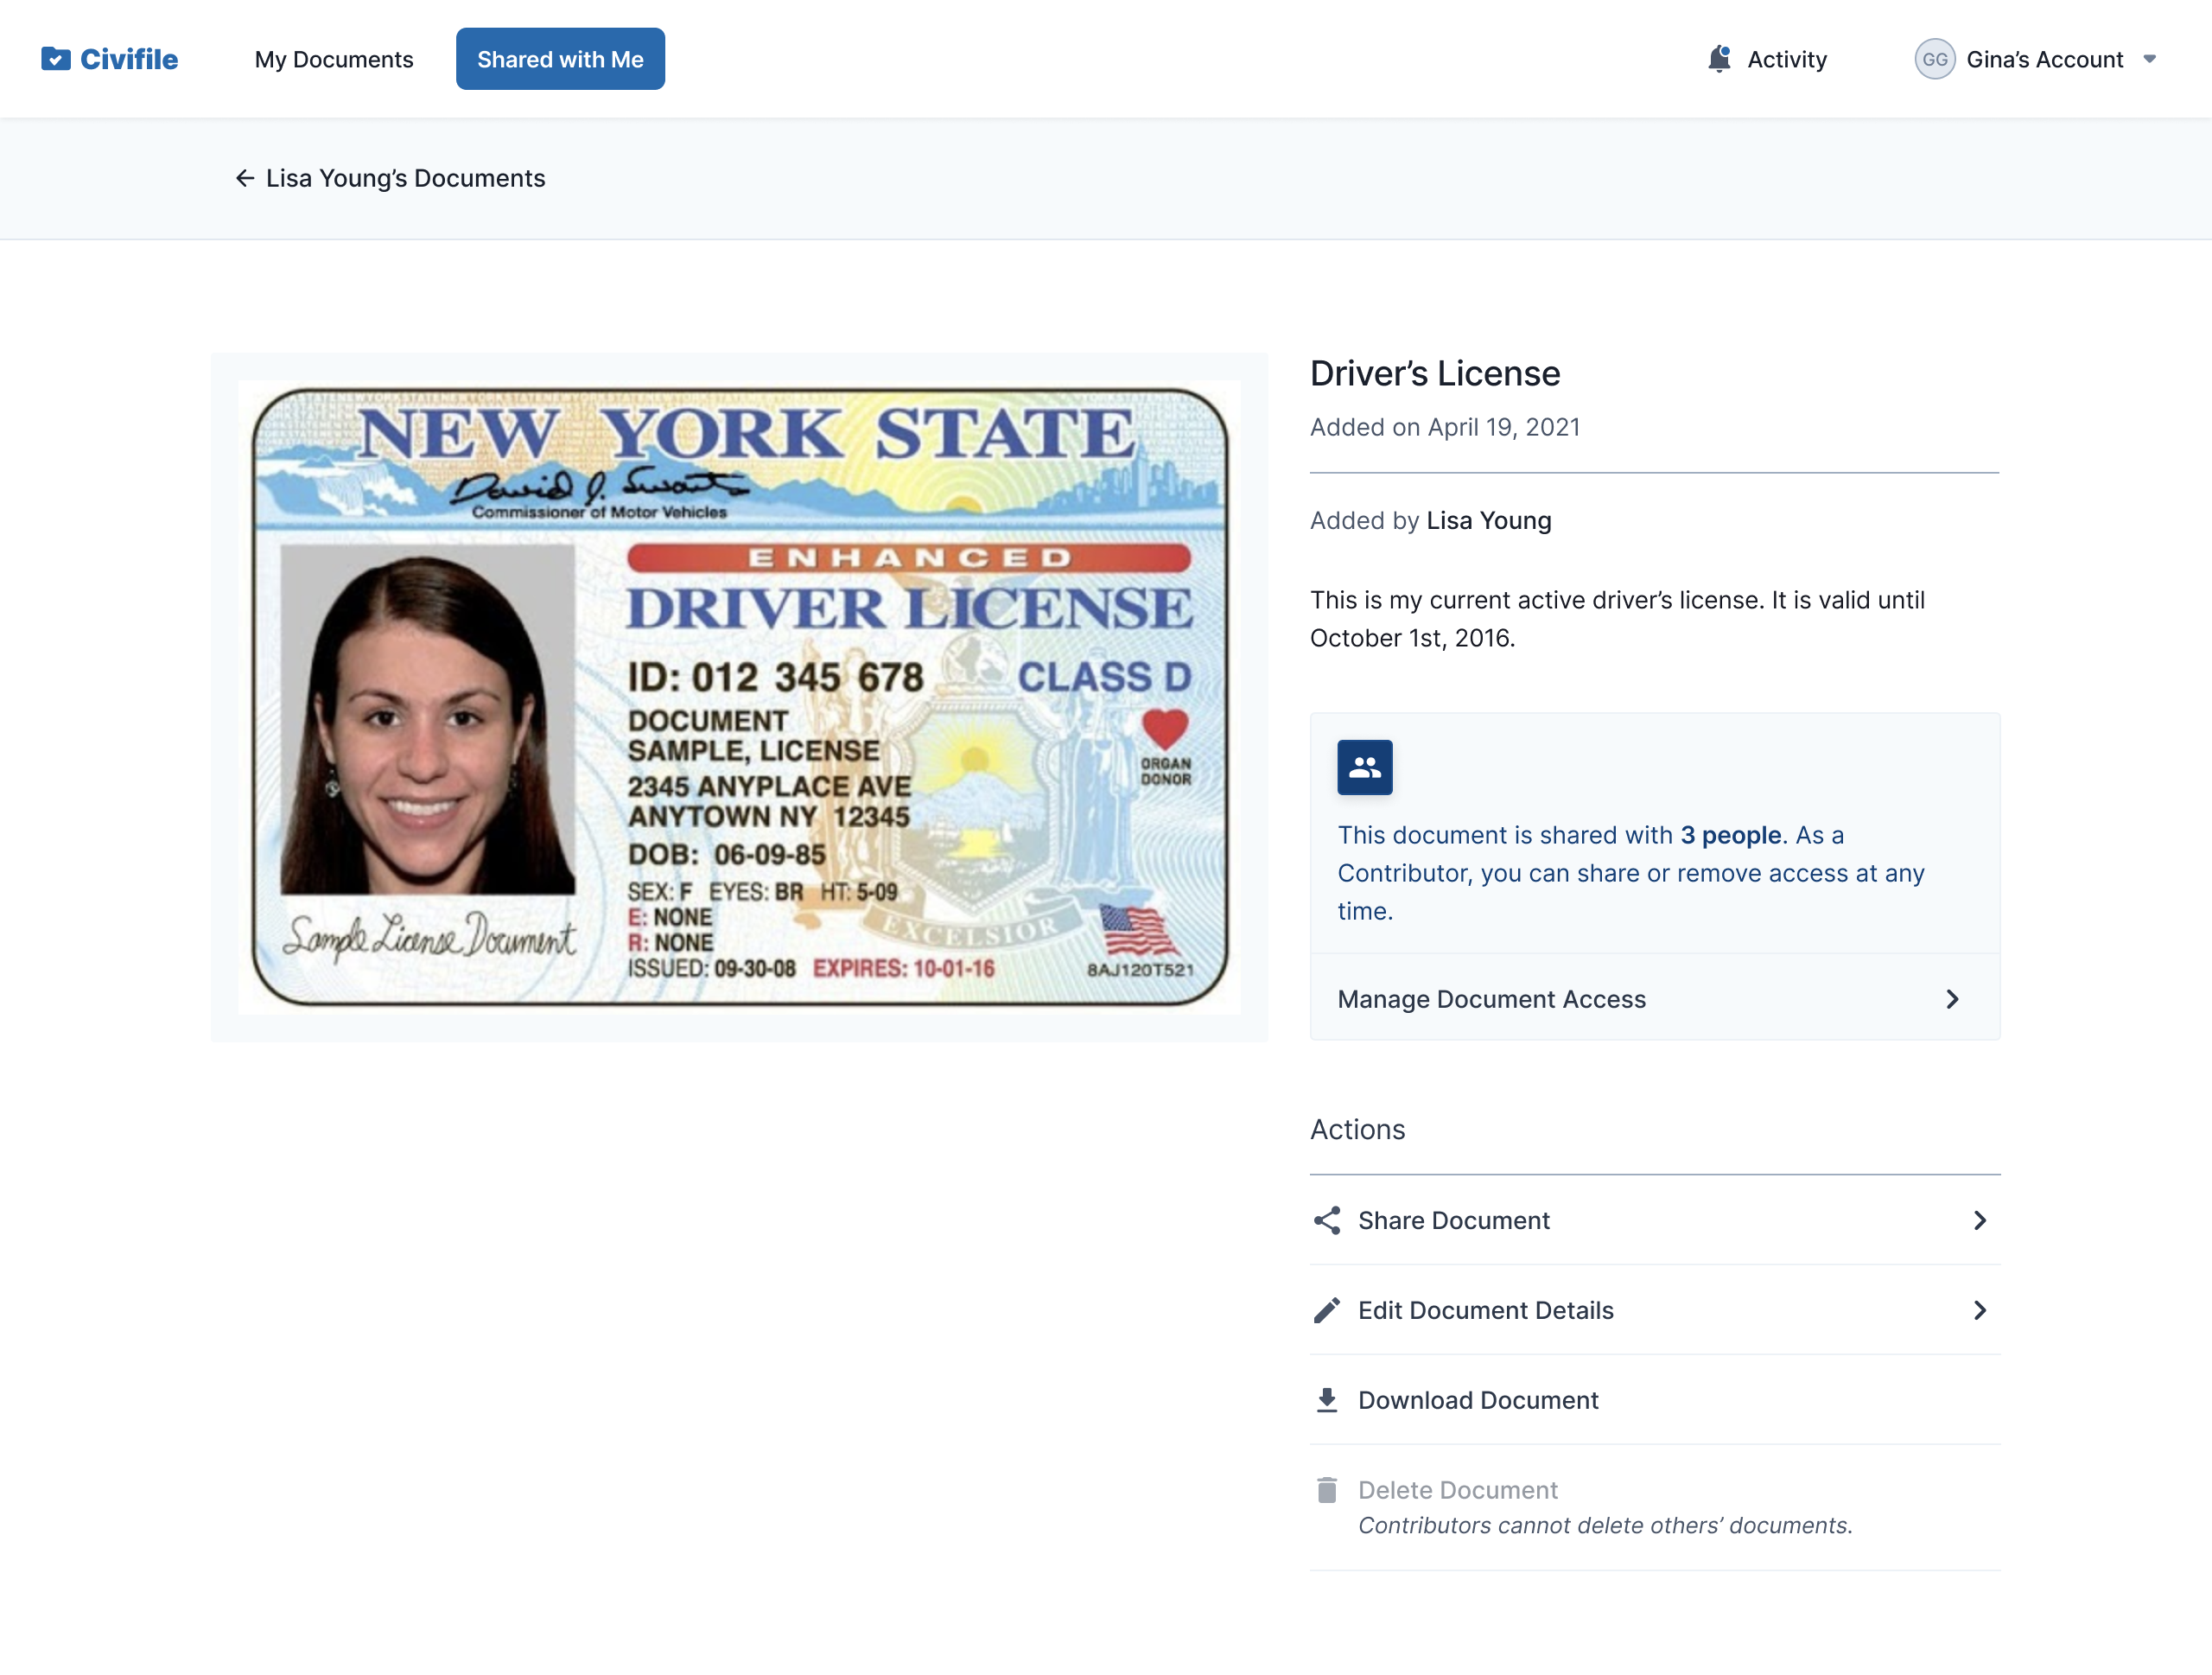 Civifile
My Documents
Shared with Me
Activity
GG
Gina’s Account
Lisa Young’s Documents
NEW YORK STATE
David J. Swarts
Commissioner of Motor Vehicles
ENHANCED
DRIVER LICENSE
ID: 012 345 678 CLASS D
DOCUMENT
SAMPLE, LICENSE
2345 ANYPLACE AVE
ANYTOWN NY 12345
DOB: 06-09-85
SEX: F EYES: BR HT: 5-09
E: NONE
R: NONE
ISSUED: 09-30-08 EXPIRES: 10-01-16
ORGAN
DONOR
EXCELSIOR
8AJ120T521
Sample License Document
Driver’s License
Added on April 19, 2021
Added by Lisa Young
This is my current active driver’s license. It is valid until
October 1st, 2016.
This document is shared with 3 people. As a
Contributor, you can share or remove access at any
time.
Manage Document Access
Actions
Share Document
Edit Document Details
Download Document
Delete Document
Contributors cannot delete others’ documents.